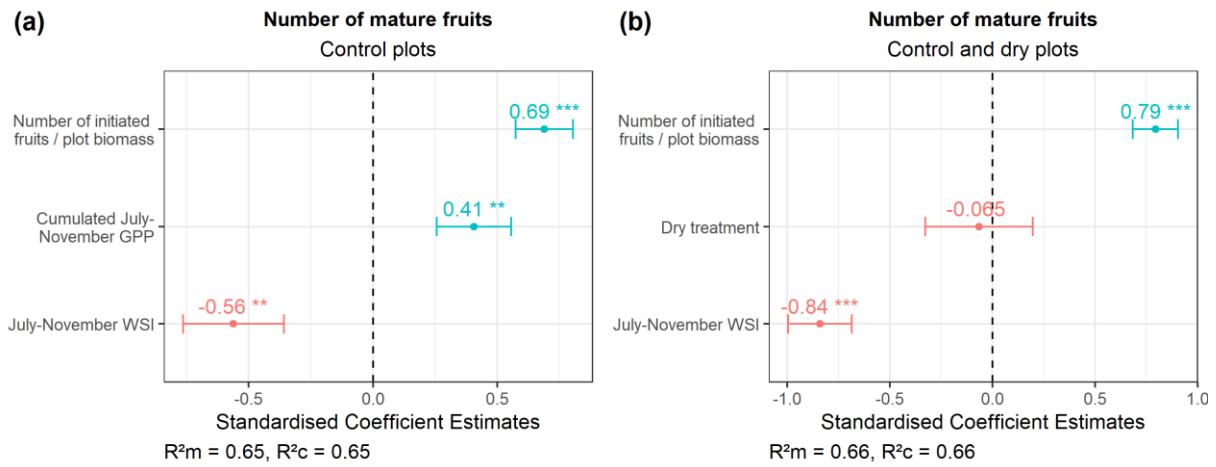 (a)
Number of mature fruits
Control plots
Number of initiated
fruits / plot biomass
Cumulated July-
November GPP
July-November WSI
0.69 ***
0.41 **
-0.56 **
-0.5
0.0
0.5
Standardised Coefficient Estimates
R²m = 0.65, R²c = 0.65
(b)
Number of mature fruits
Control and dry plots
Number of initiated
fruits / plot biomass
Dry treatment
July-November WSI
0.79 ***
-0.065
-0.84 ***
-1.0
-0.5
0.0
0.5
1.0
Standardised Coefficient Estimates
R²m = 0.66, R²c = 0.66